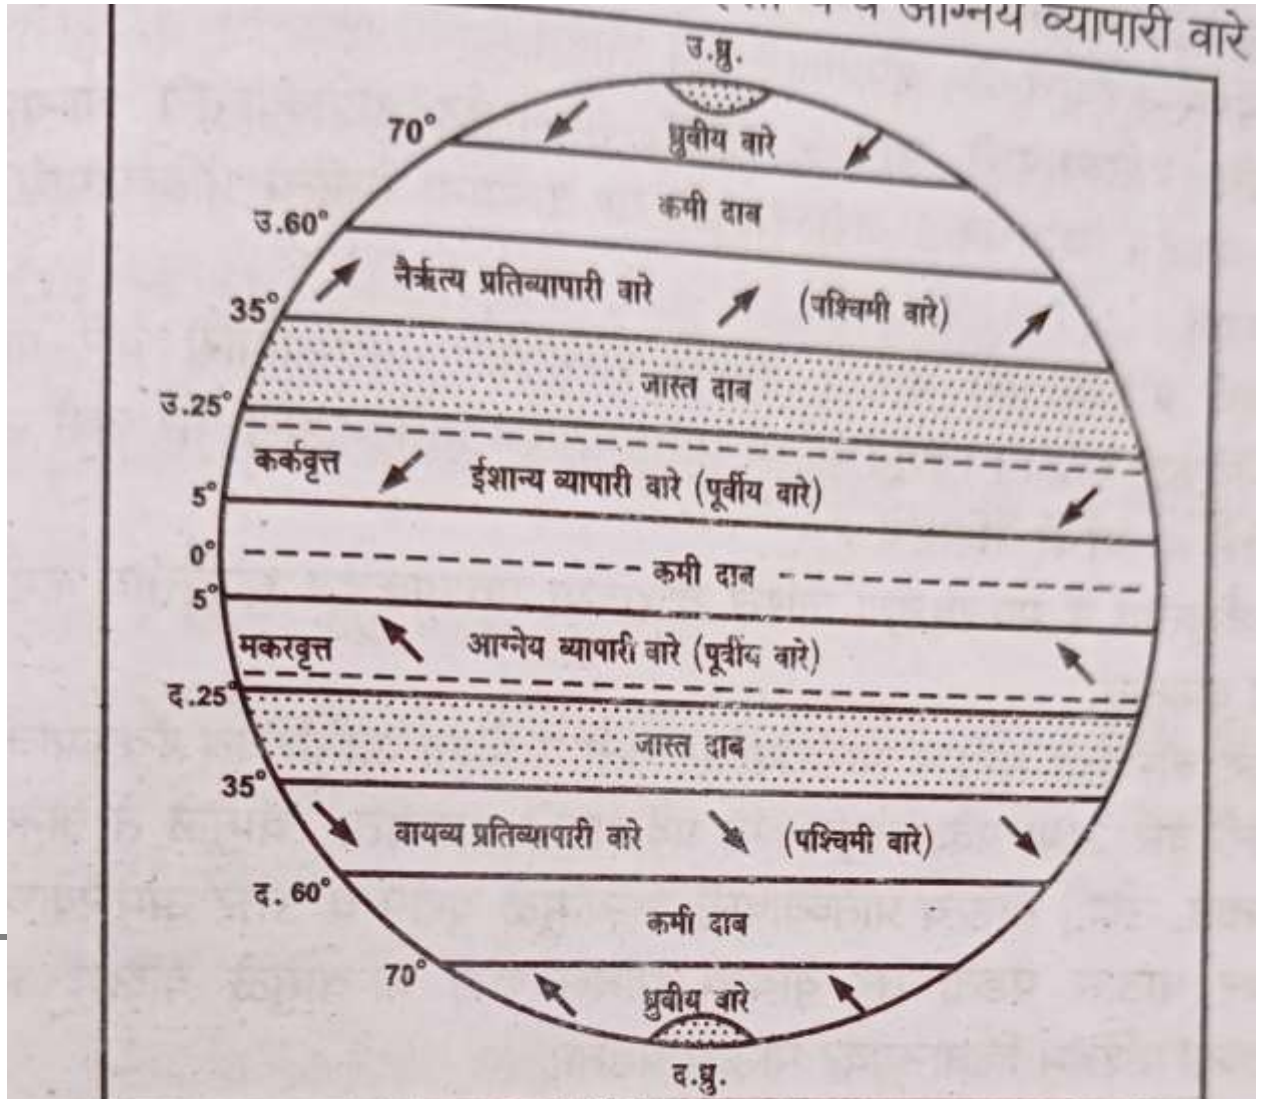 आग्नेय व्यापारी वारे
उ.ध्रु.
70°
ध्रुवीय वारे
कमी दाब
उ.60°
नैर्ऋत्य प्रतिव्यापारी वारे (पश्चिमी वारे)
35°
जास्त दाब
उ.25°
कर्कवृत्त ईशान्य व्यापारी वारे (पूर्वीय वारे)
5°
0° कमी दाब
5°
मकरवृत्त आग्नेय व्यापारी वारे (पूर्वीय वारे)
द.25°
जास्त दाब
35°
वायव्य प्रतिव्यापारी वारे (पश्चिमी वारे)
द. 60°
कमी दाब
70°
ध्रुवीय वारे
द.ध्रु.